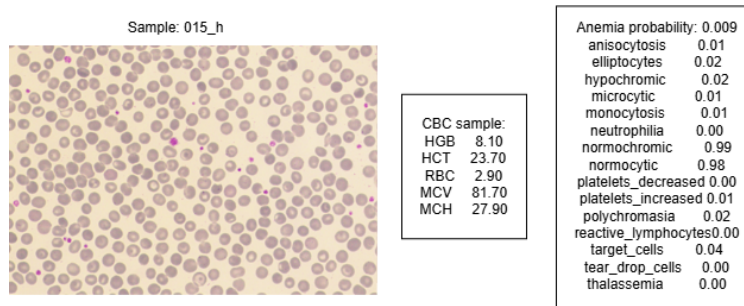 Sample: 015_h
CBC sample:
HGB 8.10
HCT 23.70
RBC 2.90
MCV 81.70
MCH 27.90
Anemia probability: 0.009
anisocytosis 0.01
elliptocytes 0.02
hypochromic 0.02
microcytic 0.01
monocytosis 0.01
neutrophilia 0.00
normochromic 0.99
normocytic 0.98
platelets_decreased 0.00
platelets_increased 0.01
polychromasia 0.02
reactive_lymphocytes0.00
target_cells 0.04
tear_drop_cells 0.00
thalassemia 0.00